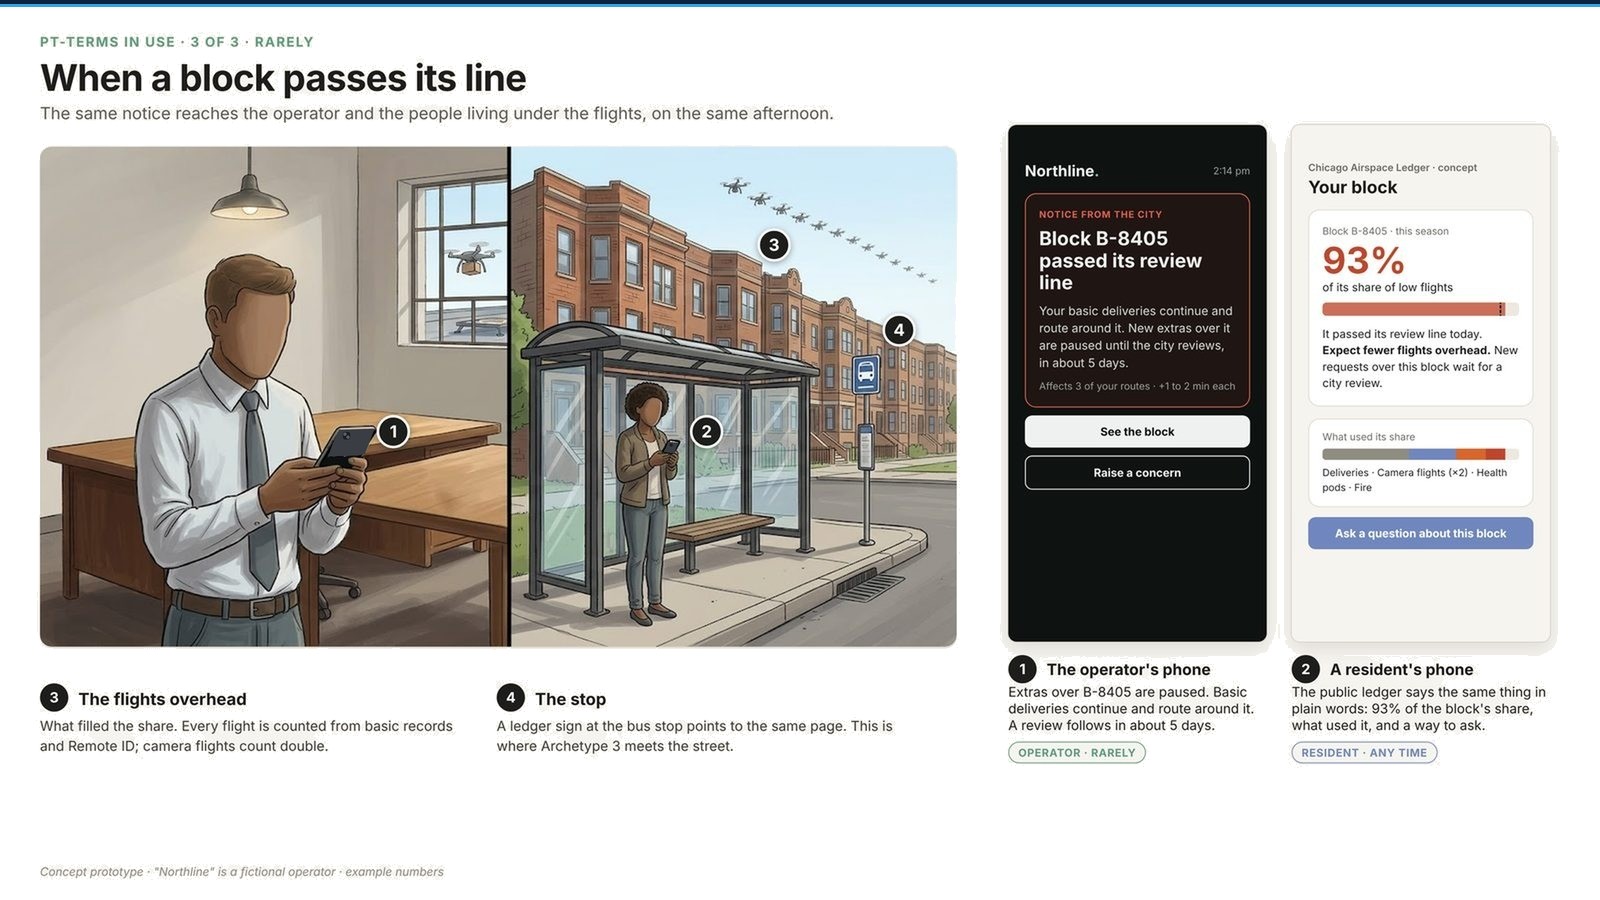 PT-TERMS IN USE · 3 OF 3 · RARELY
When a block passes its line
The same notice reaches the operator and the people living under the flights, on the same afternoon.
1
2
3
4
3 The flights overhead
What filled the share. Every flight is counted from basic records
and Remote ID; camera flights count double.
4 The stop
A ledger sign at the bus stop points to the same page. This is
where Archetype 3 meets the street.
Northline.
2:14 pm
NOTICE FROM THE CITY
Block B-8405
passed its review
line
Your basic deliveries continue and
route around it. New extras over it
are paused until the city reviews,
in about 5 days.
Affects 3 of your routes · +1 to 2 min each
See the block
Raise a concern
1 The operator's phone
Extras over B-8405 are paused. Basic
deliveries continue and route around it.
A review follows in about 5 days.
OPERATOR · RARELY
Chicago Airspace Ledger · concept
Your block
Block B-8405 · this season
93%
of its share of low flights
It passed its review line today.
Expect fewer flights overhead. New
requests over this block wait for a
city review.
What used its share
Deliveries · Camera flights (×2) · Health
pods · Fire
Ask a question about this block
2 A resident's phone
The public ledger says the same thing in
plain words: 93% of the block's share,
what used it, and a way to ask.
RESIDENT · ANY TIME
Concept prototype · "Northline" is a fictional operator · example numbers